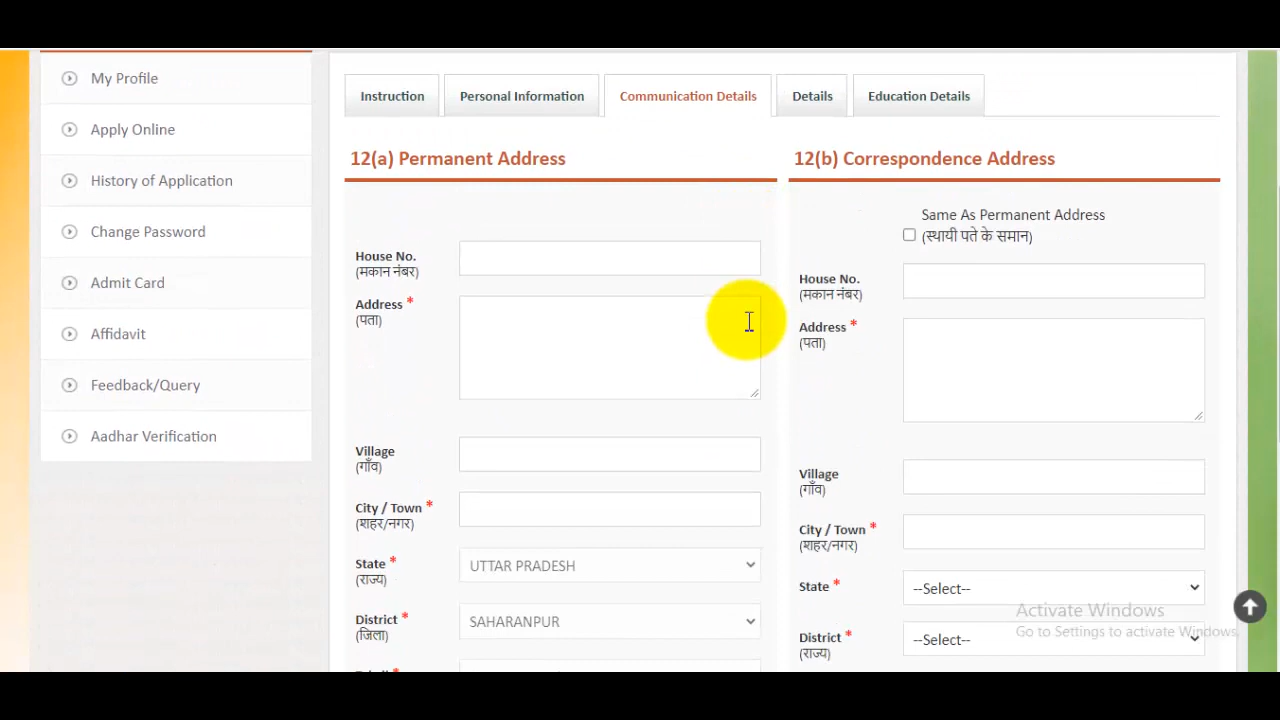 My Profile
Apply Online
History of Application
Change Password
Admit Card
Affidavit
Feedback/Query
Aadhar Verification
Instruction
Personal Information
Communication Details
Details
Education Details
12(a) Permanent Address
House No.
(मकान नंबर)
Address *
(पता)
Village
(गाँव)
City / Town *
(शहर/नगर)
State *
(राज्य)
UTTAR PRADESH
District *
(जिला)
SAHARANPUR
12(b) Correspondence Address
Same As Permanent Address
(स्थायी पते के समान)
House No.
(मकान नंबर)
Address *
(पता)
Village
(गाँव)
City / Town *
(शहर/नगर)
State *
--Select--
District *
(राज्य)
--Select--
Activate Windows
Go to Settings to activate Windows.